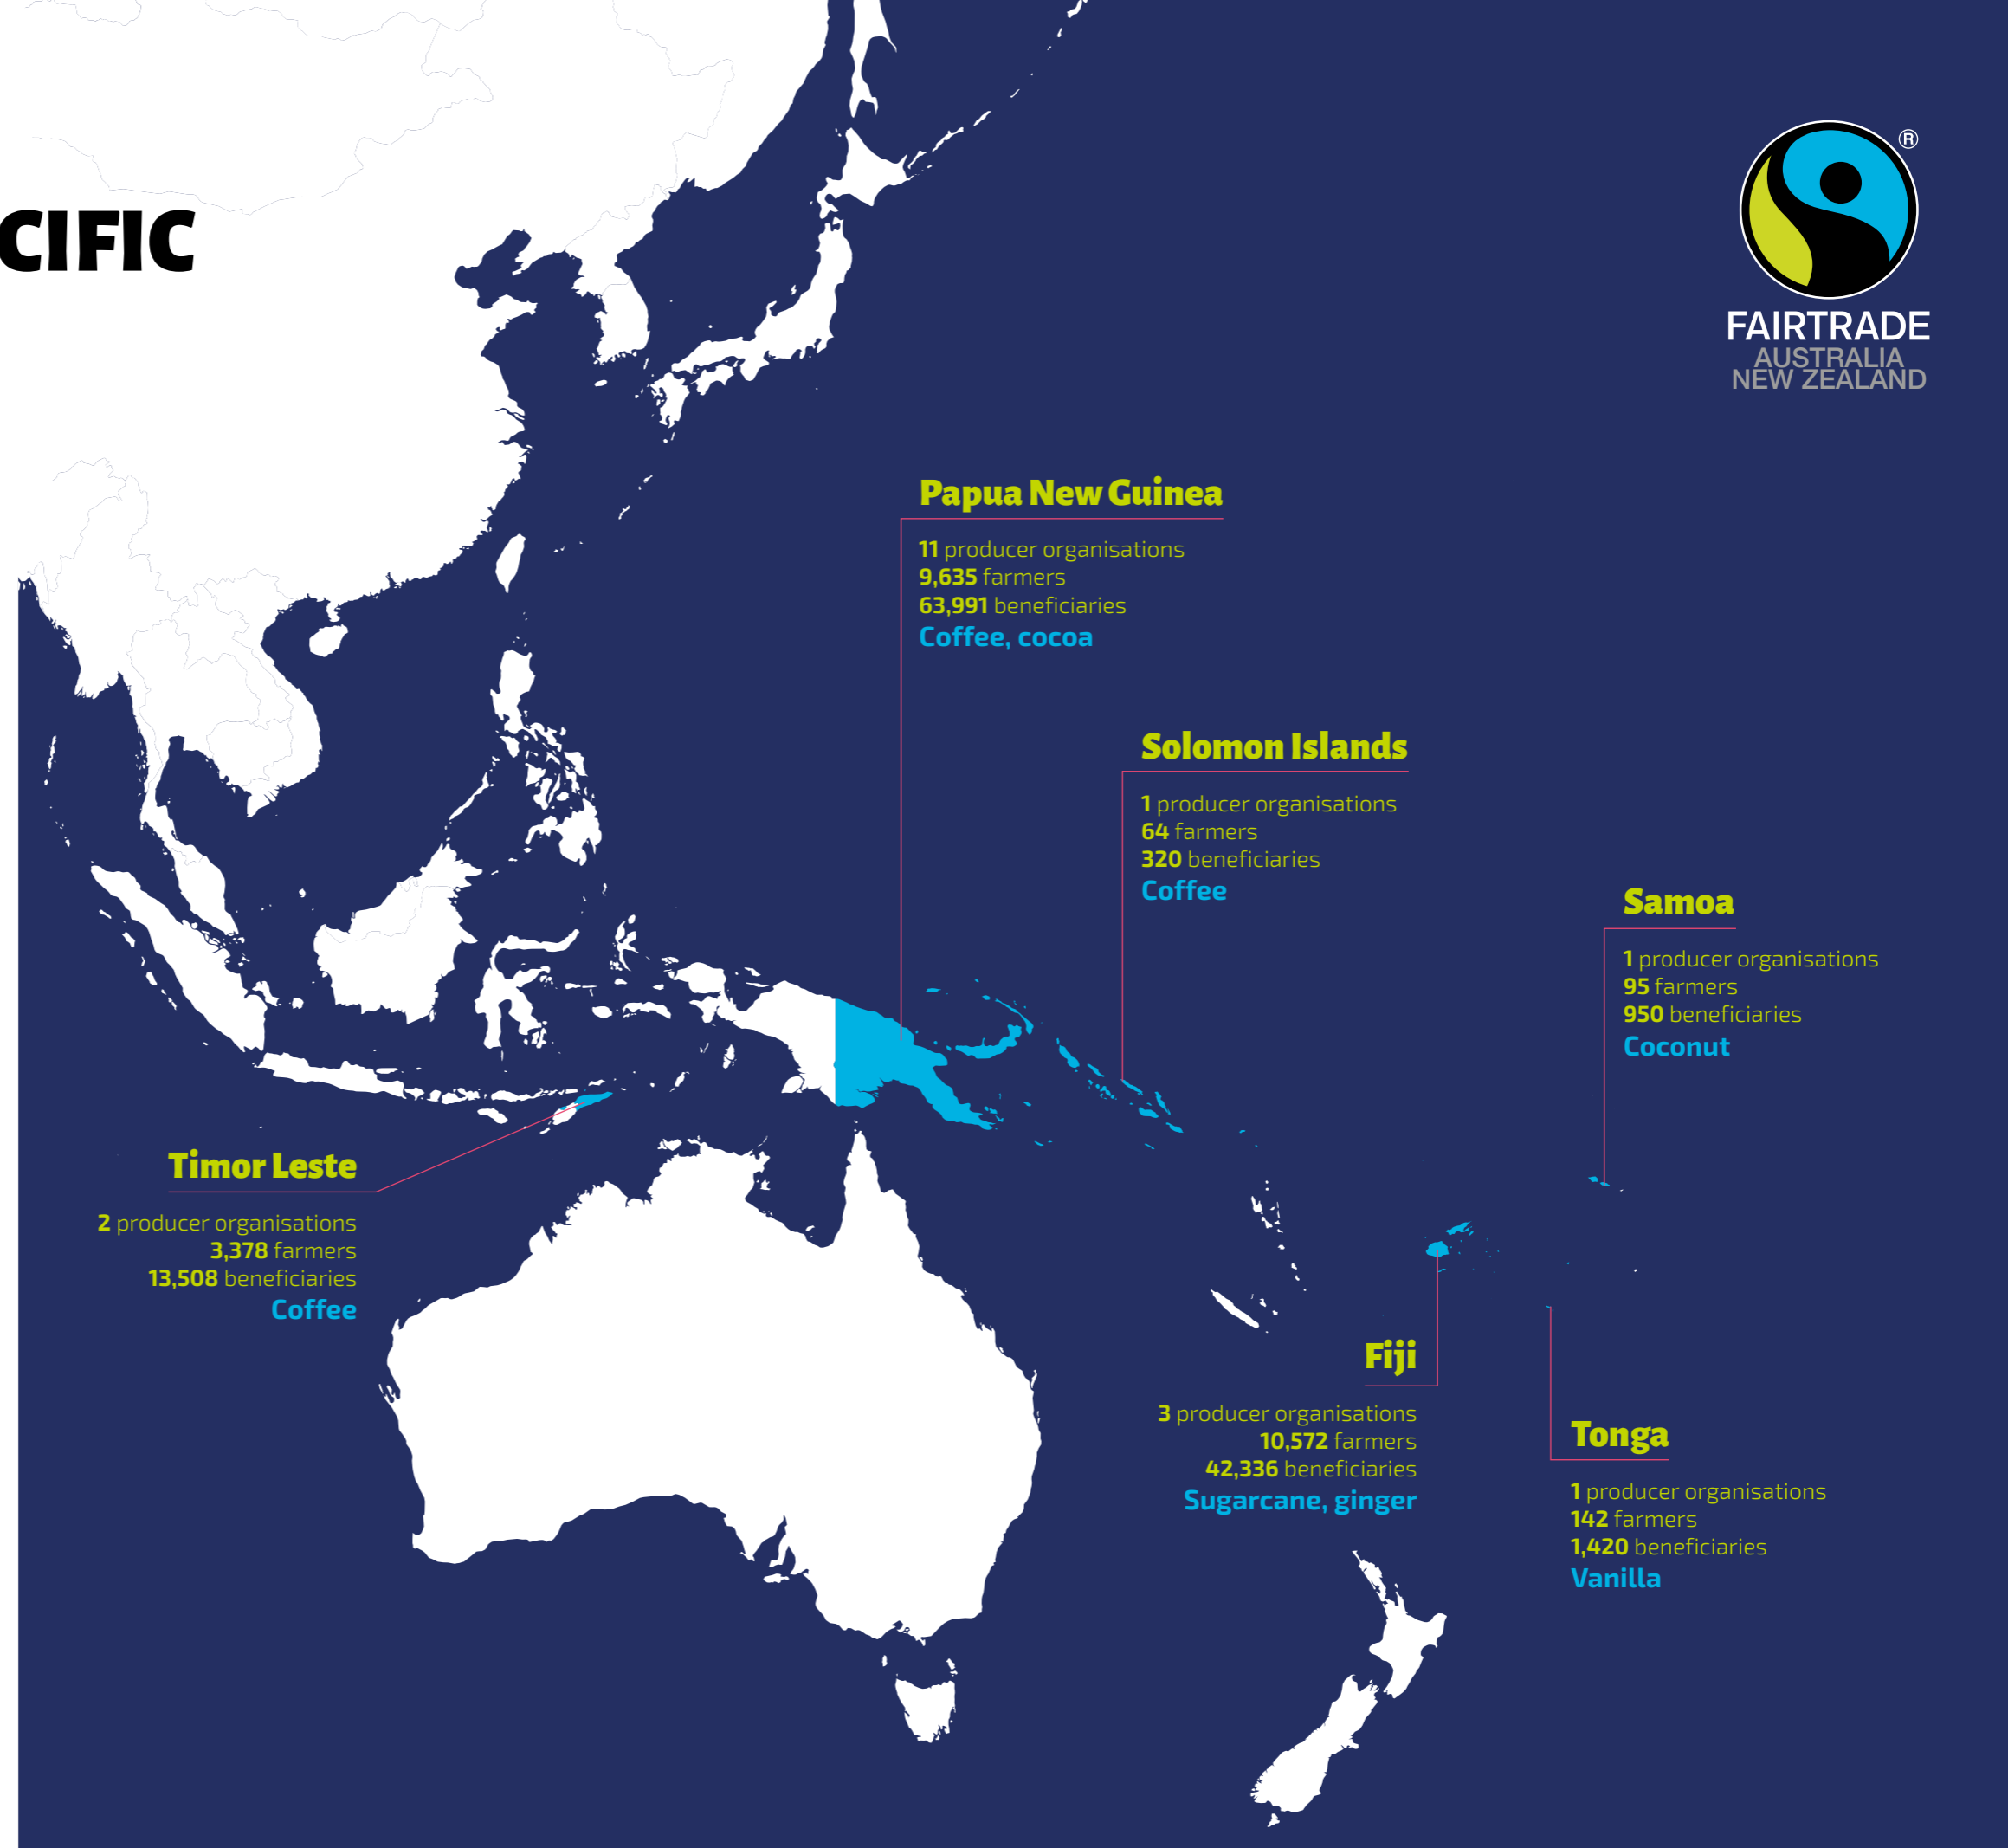 CIFIC
®
FAIRTRADE
AUSTRALIA
NEW ZEALAND
Papua New Guinea
11 producer organisations
9,635 farmers
63,991 beneficiaries
Coffee, cocoa
Solomon Islands
1 producer organisations
64 farmers
320 beneficiaries
Coffee
Samoa
1 producer organisations
95 farmers
950 beneficiaries
Coconut
Timor Leste
2 producer organisations
3,378 farmers
13,508 beneficiaries
Coffee
Fiji
3 producer organisations
10,572 farmers
42,336 beneficiaries
Sugarcane, ginger
Tonga
1 producer organisations
142 farmers
1,420 beneficiaries
Vanilla